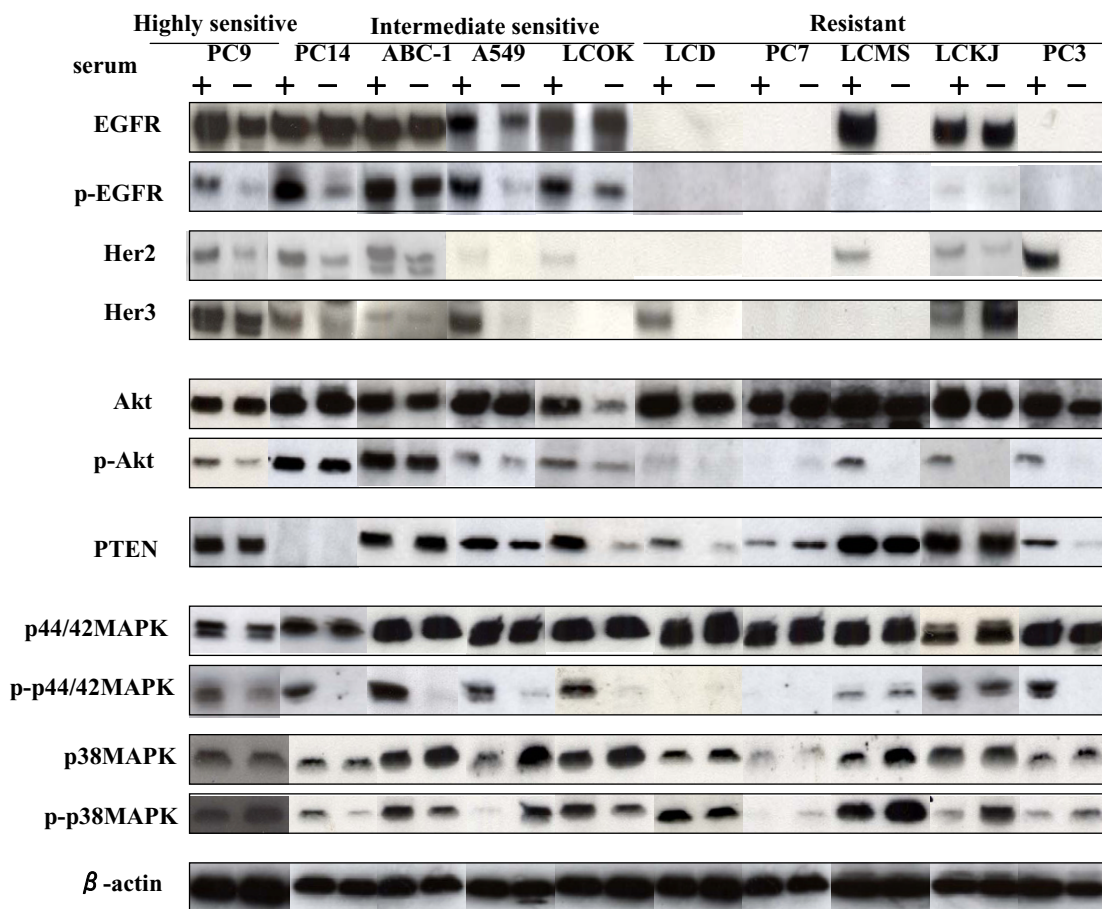 Highly sensitive Intermediate sensitive Resistant
serum PC9 PC14 ABC-1 A549 LCOK LCD PC7 LCMS LCKJ PC3
+ − + − + − + − + − + − + − + − + − + −
EGFR
p-EGFR
Her2
Her3
Akt
p-Akt
PTEN
p44/42MAPK
p-p44/42MAPK
p38MAPK
p-p38MAPK
β-actin